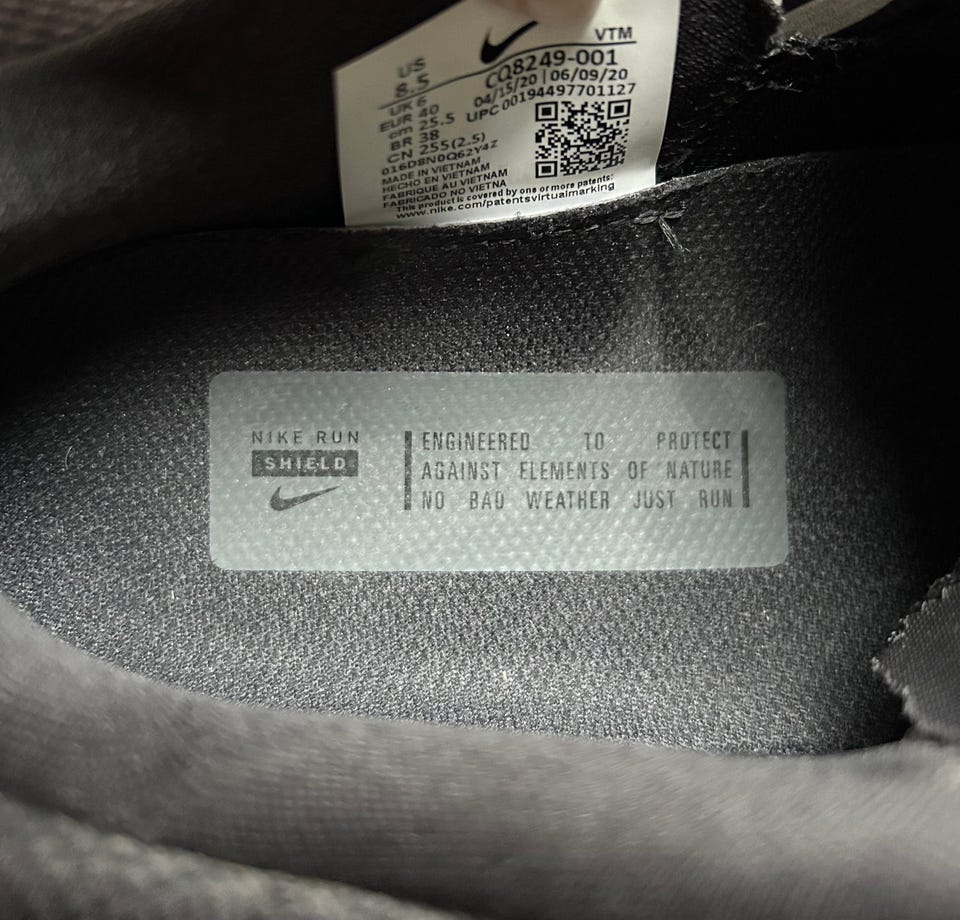 VTM
US
8.5
CQ8249-001
UK 6
04/15/20 | 06/09/20
EUR 40
UPC 00194497701127
cm 25.5
BR 38
CN 255(2.5)
016D8N0Q62Y4Z
MADE IN VIETNAM
HECHO EN VIETNAM
FABRIQUE AU VIETNAM
FABRICADO NO VIETNA
This product is covered by one or more patents:
www.nike.com/patentsvirtualmarking
NIKE RUN
SHIELD
ENGINEERED TO PROTECT
AGAINST ELEMENTS OF NATURE
NO BAD WEATHER JUST RUN